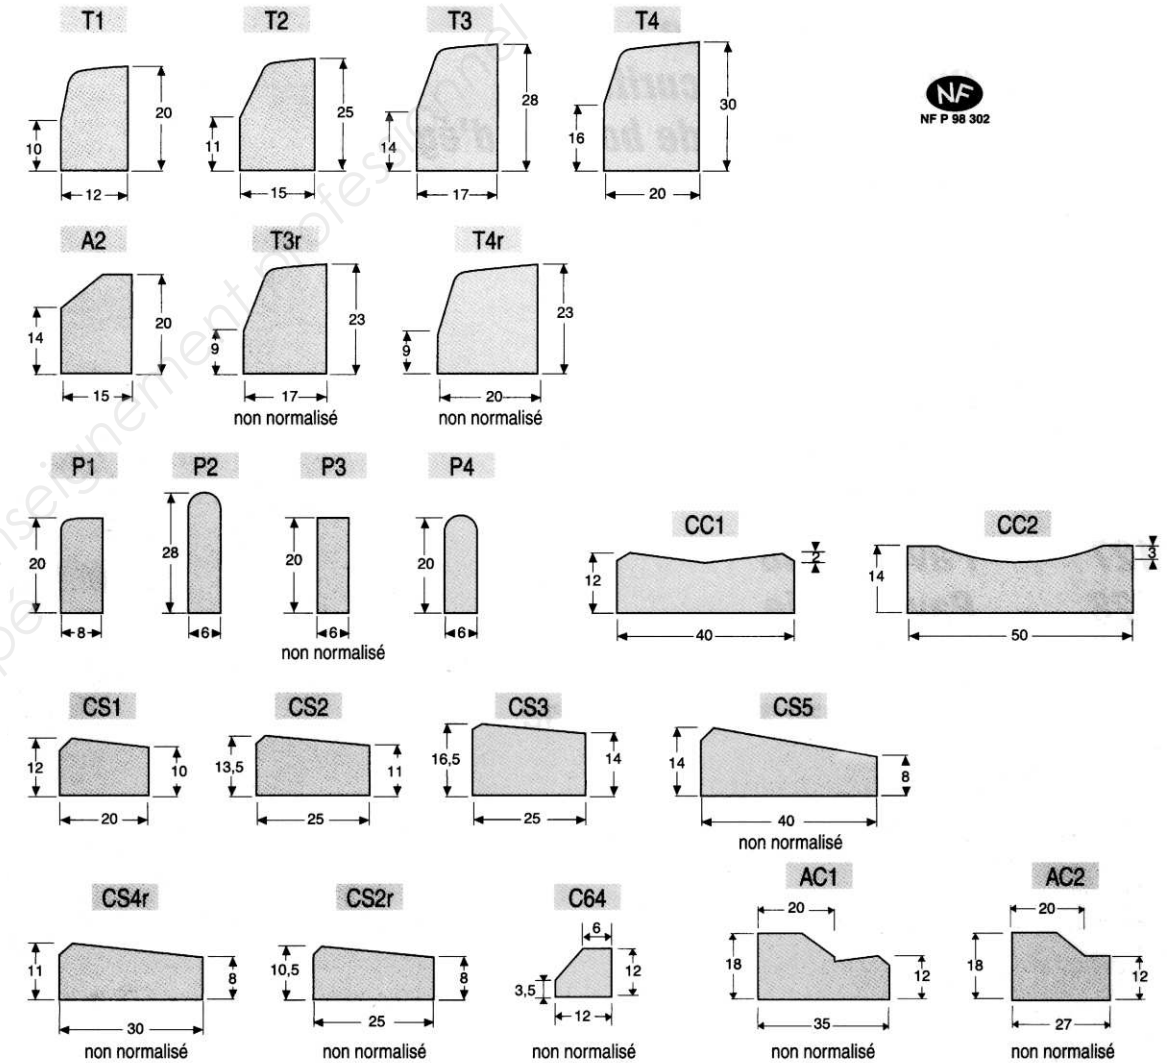 T1
T2
T3
T4
10
20
12
11
25
15
14
28
17
16
30
20
NF
NF P 98 302
A2
T3r
T4r
14
20
15
9
23
17
non normalisé
9
23
20
non normalisé
P1
P2
P3
P4
20
8
28
6
20
6
non normalisé
20
6
CC1
CC2
12
2
40
14
3
50
CS1
CS2
CS3
CS5
12
10
20
13,5
11
25
16,5
14
25
14
8
40
non normalisé
CS4r
CS2r
C64
AC1
AC2
11
8
30
non normalisé
10,5
8
25
non normalisé
6
3,5
12
12
non normalisé
20
18
12
35
non normalisé
20
18
12
27
non normalisé
enseignement professionnel